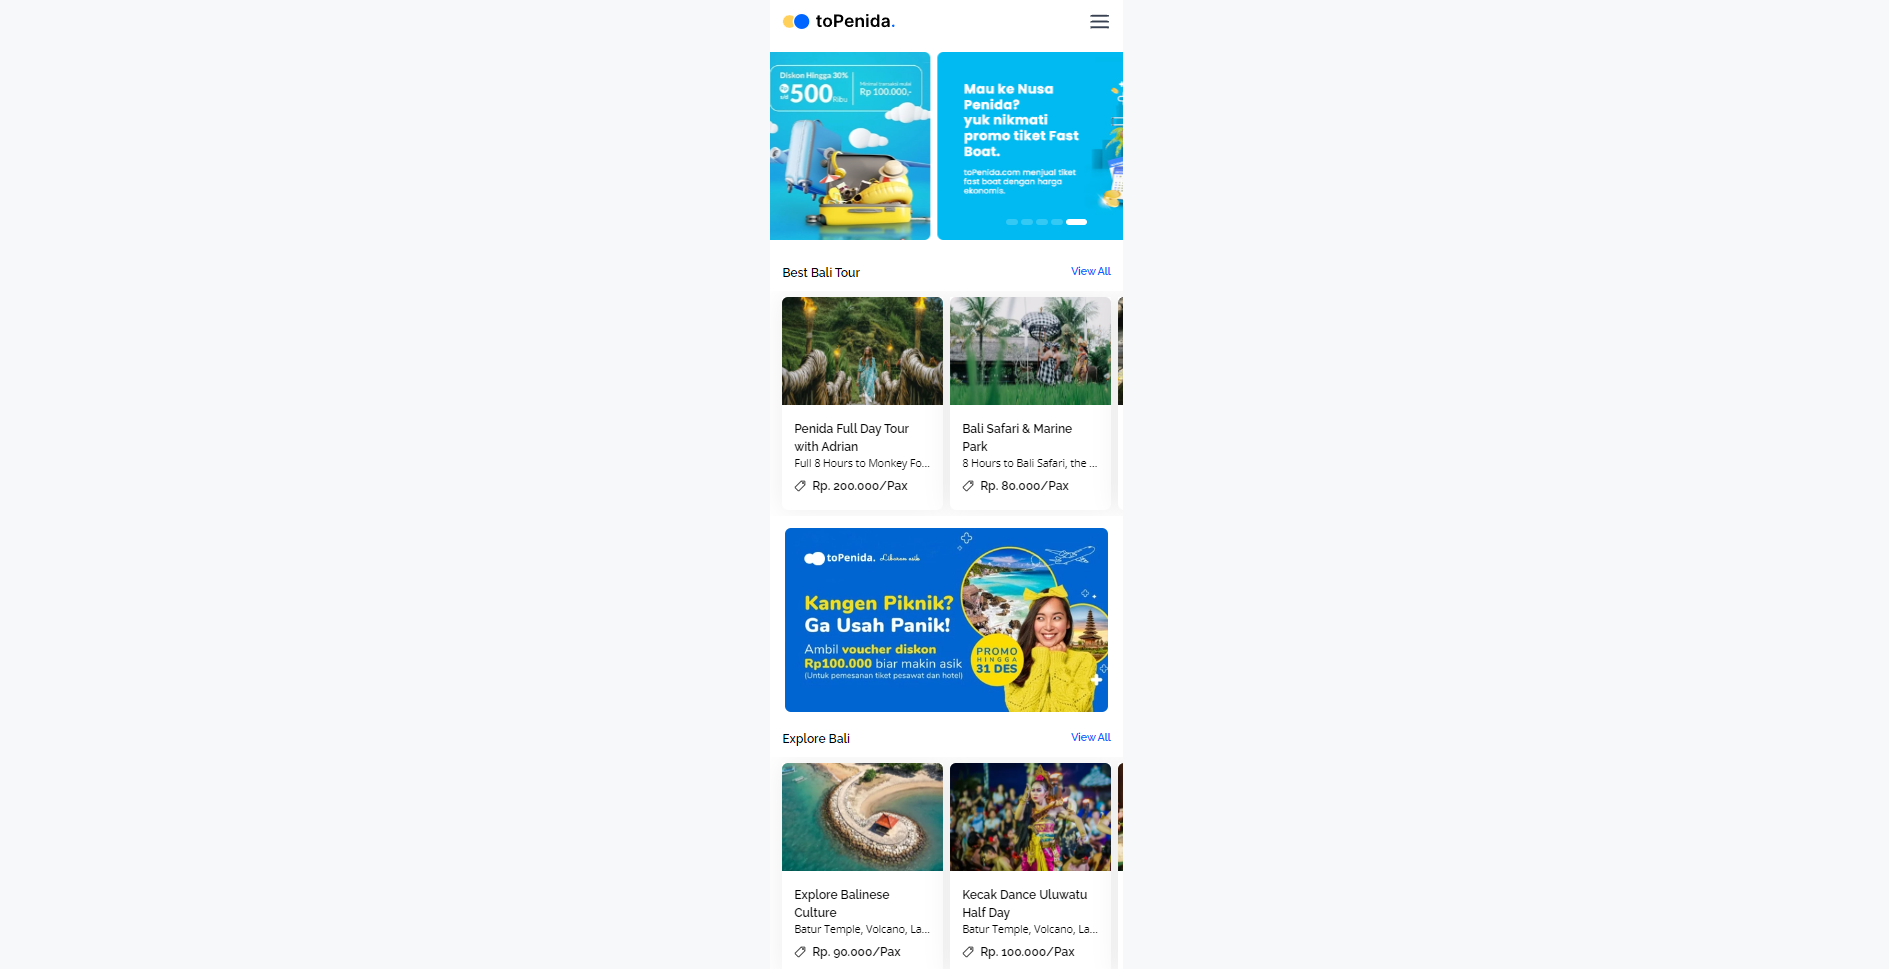 toPenida.
Diskon Hingga 30%
Rp
s/d
500 Ribu
Minimal transaksi mulai
Rp 100.000,-
Mau ke Nusa
Penida?
yuk nikmati
promo tiket Fast
Boat.
toPenida.com menjual tiket
fast boat dengan harga
ekonomis.
Best Bali Tour
View All
Penida Full Day Tour
with Adrian
Full 8 Hours to Monkey Fo...
Rp. 200.000/Pax
Bali Safari & Marine
Park
8 Hours to Bali Safari, the ...
Rp. 80.000/Pax
toPenida. Liburan asik
Kangen Piknik?
Ga Usah Panik!
Ambil voucher diskon
Rp100.000 biar makin asik
(Untuk pemesanan tiket pesawat dan hotel)
PROMO
HINGGA
31 DES
Explore Bali
View All
Explore Balinese
Culture
Batur Temple, Volcano, La...
Rp. 90.000/Pax
Kecak Dance Uluwatu
Half Day
Batur Temple, Volcano, La...
Rp. 100.000/Pax